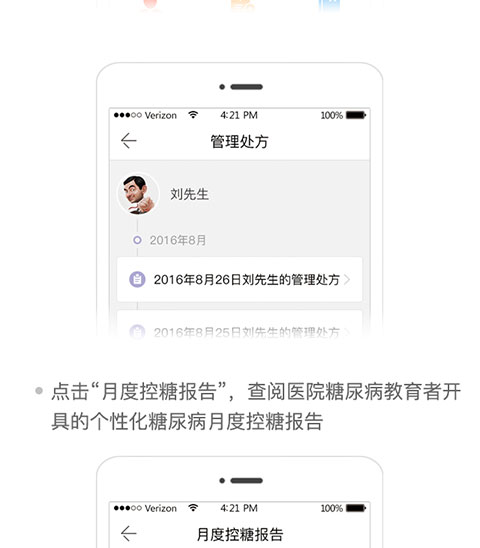 ●●●○○ Verizon 4:21 PM 100%
管理处方
刘先生
2016年8月
2016年8月26日刘先生的管理处方
2016年8月25日刘先生的管理处方
点击“月度控糖报告”，查阅医院糖尿病教育者开
具的个性化糖尿病月度控糖报告
●●●○○ Verizon 4:21 PM 100%
月度控糖报告